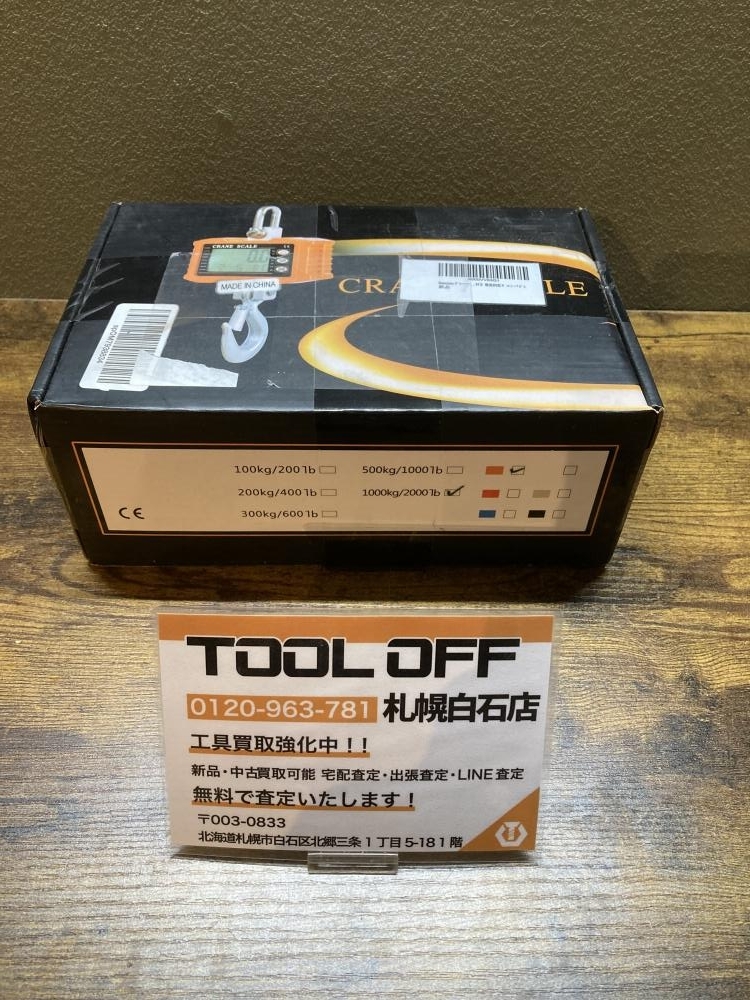 CRANE SCALE
MADE IN CHINA
CRA LE
100kg/200lb
500kg/1000lb
200kg/400lb
1000kg/2000lb
300kg/600lb
CE
TOOL OFF
0120-963-781 札幌白石店
工具買取強化中！！
新品・中古買取可能 宅配査定・出張査定・LINE査定
無料で査定いたします！
〒003-0833
北海道札幌市白石区北郷三条1丁目5-18 1階